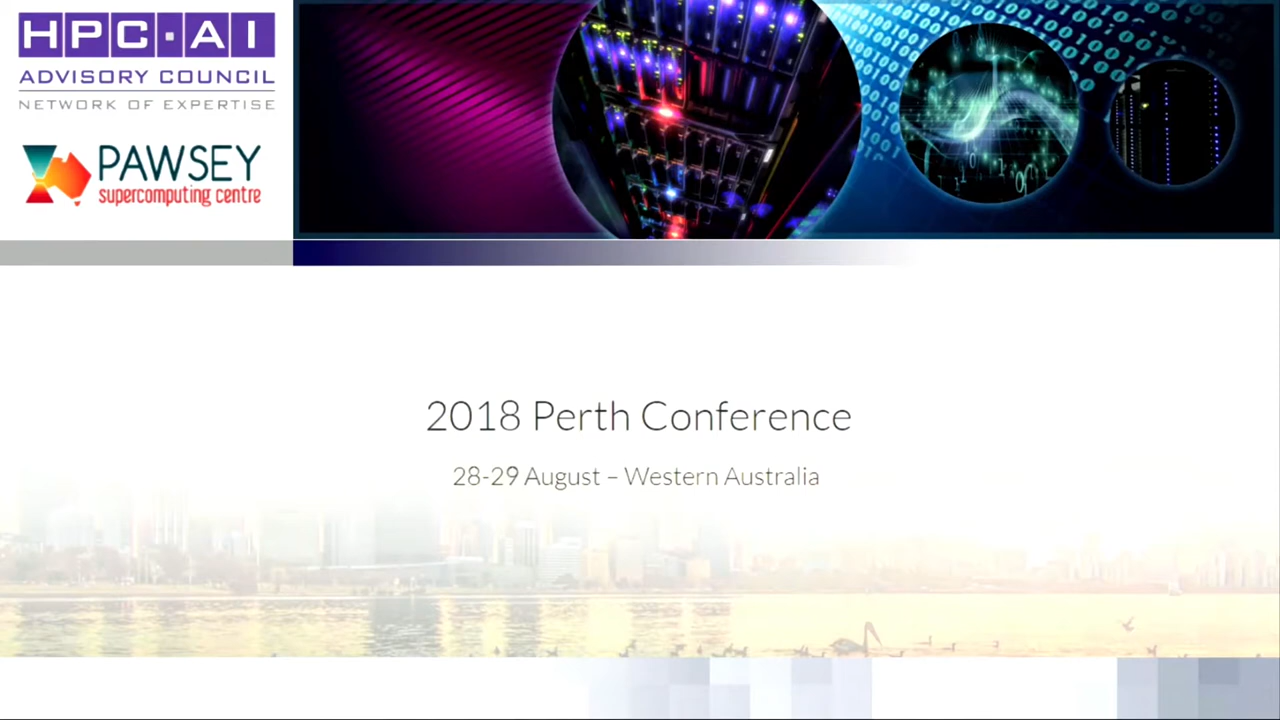 HPC·AI
ADVISORY COUNCIL
NETWORK OF EXPERTISE
PAWSEY
supercomputing centre
2018 Perth Conference
28-29 August – Western Australia